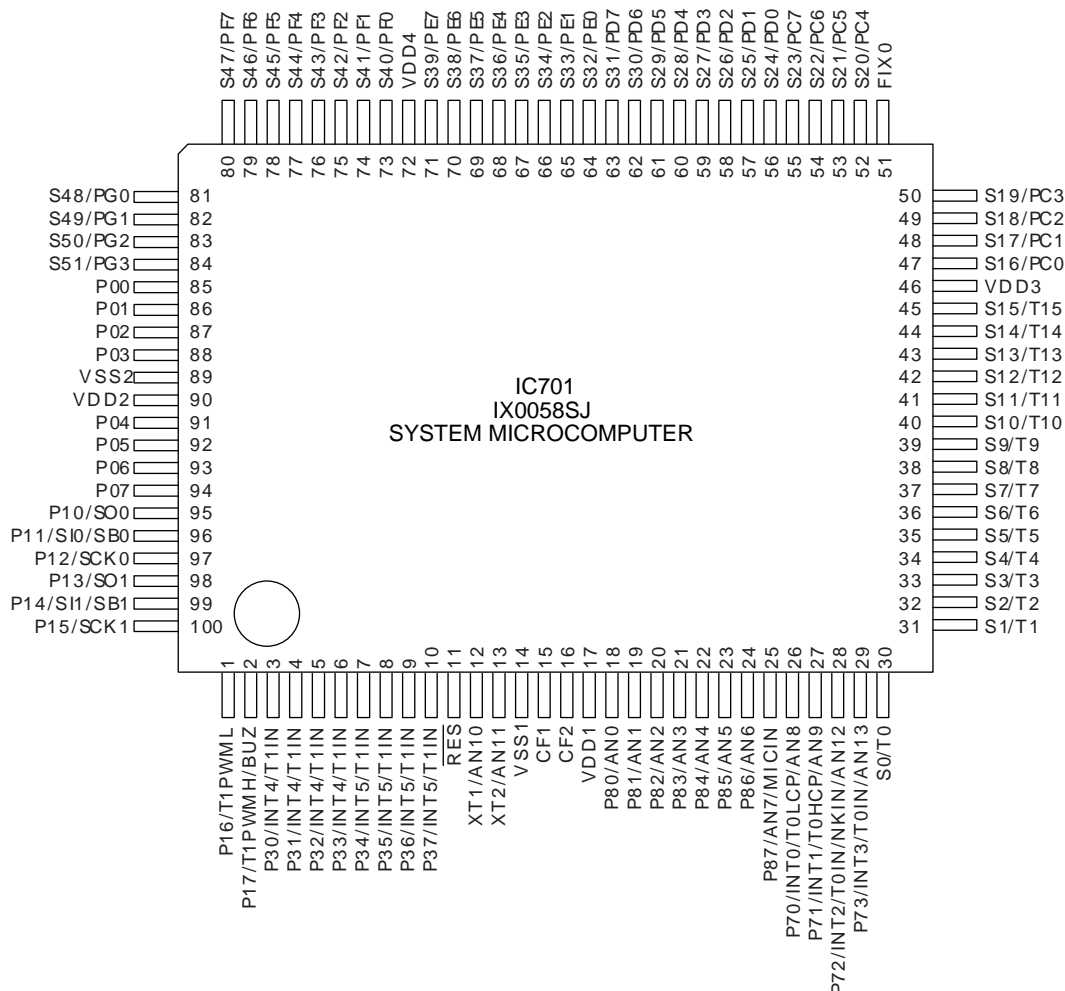 S47/PF7
S46/PF6
S45/PF5
S44/PF4
S43/PF3
S42/PF2
S41/PF1
S40/PF0
VDD4
S39/PE7
S38/PE6
S37/PE5
S36/PE4
S35/PE3
S34/PE2
S33/PE1
S32/PE0
S31/PD7
S30/PD6
S29/PD5
S28/PD4
S27/PD3
S26/PD2
S25/PD1
S24/PD0
S23/PC7
S22/PC6
S21/PC5
S20/PC4
FIX0
80
79
78
77
76
75
74
73
72
71
70
69
68
67
66
65
64
63
62
61
60
59
58
57
56
55
54
53
52
51
S48/PG0 81
S49/PG1 82
S50/PG2 83
S51/PG3 84
P00 85
P01 86
P02 87
P03 88
VSS2 89
VDD2 90
P04 91
P05 92
P06 93
P07 94
P10/SO0 95
P11/SI0/SB0 96
P12/SCK0 97
P13/SO1 98
P14/SI1/SB1 99
P15/SCK1 100
IC701
IX0058SJ
SYSTEM MICROCOMPUTER
50 S19/PC3
49 S18/PC2
48 S17/PC1
47 S16/PC0
46 VDD3
45 S15/T15
44 S14/T14
43 S13/T13
42 S12/T12
41 S11/T11
40 S10/T10
39 S9/T9
38 S8/T8
37 S7/T7
36 S6/T6
35 S5/T5
34 S4/T4
33 S3/T3
32 S2/T2
31 S1/T1
1
2
3
4
5
6
7
8
9
10
11
12
13
14
15
16
17
18
19
20
21
22
23
24
25
26
27
28
29
30
P16/T1PWML
P17/T1PWMH/BUZ
P30/INT4/T1IN
P31/INT4/T1IN
P32/INT4/T1IN
P33/INT4/T1IN
P34/INT5/T1IN
P35/INT5/T1IN
P36/INT5/T1IN
P37/INT5/T1IN
RES
XT1/AN10
XT2/AN11
VSS1
CF1
CF2
VDD1
P80/AN0
P81/AN1
P82/AN2
P83/AN3
P84/AN4
P85/AN5
P86/AN6
P87/AN7/MICIN
P70/INT0/T0LCP/AN8
P71/INT1/T0HCP/AN9
P72/INT2/T0IN/NKIN/AN12
P73/INT3/T0IN/AN13
S0/T0